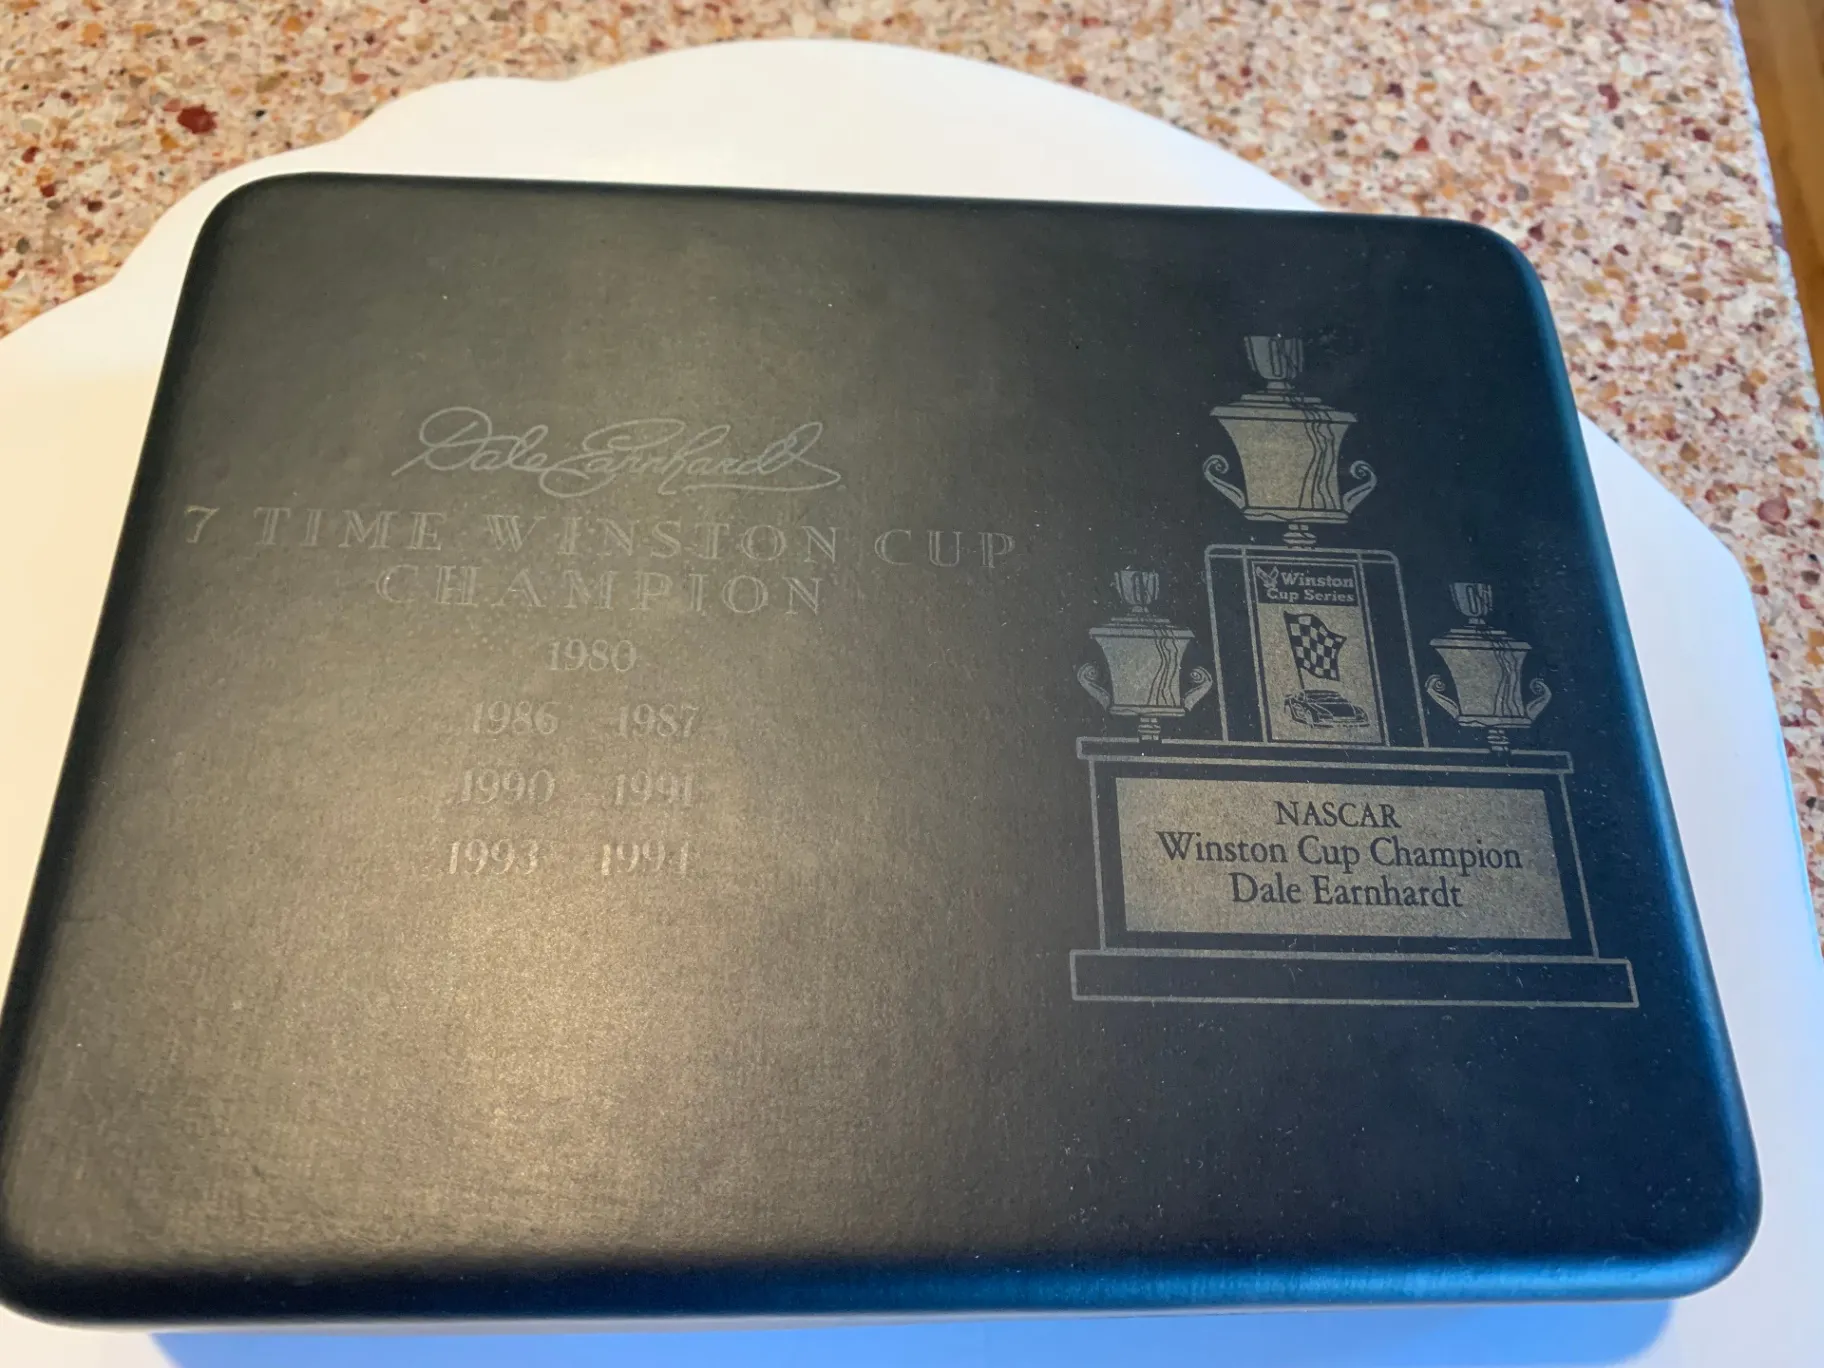 Dale Earnhardt
7 TIME WINSTON CUP
CHAMPION
1980
1986 1987
1990 1991
1993 1994
Winston
Cup Series
NASCAR
Winston Cup Champion
Dale Earnhardt